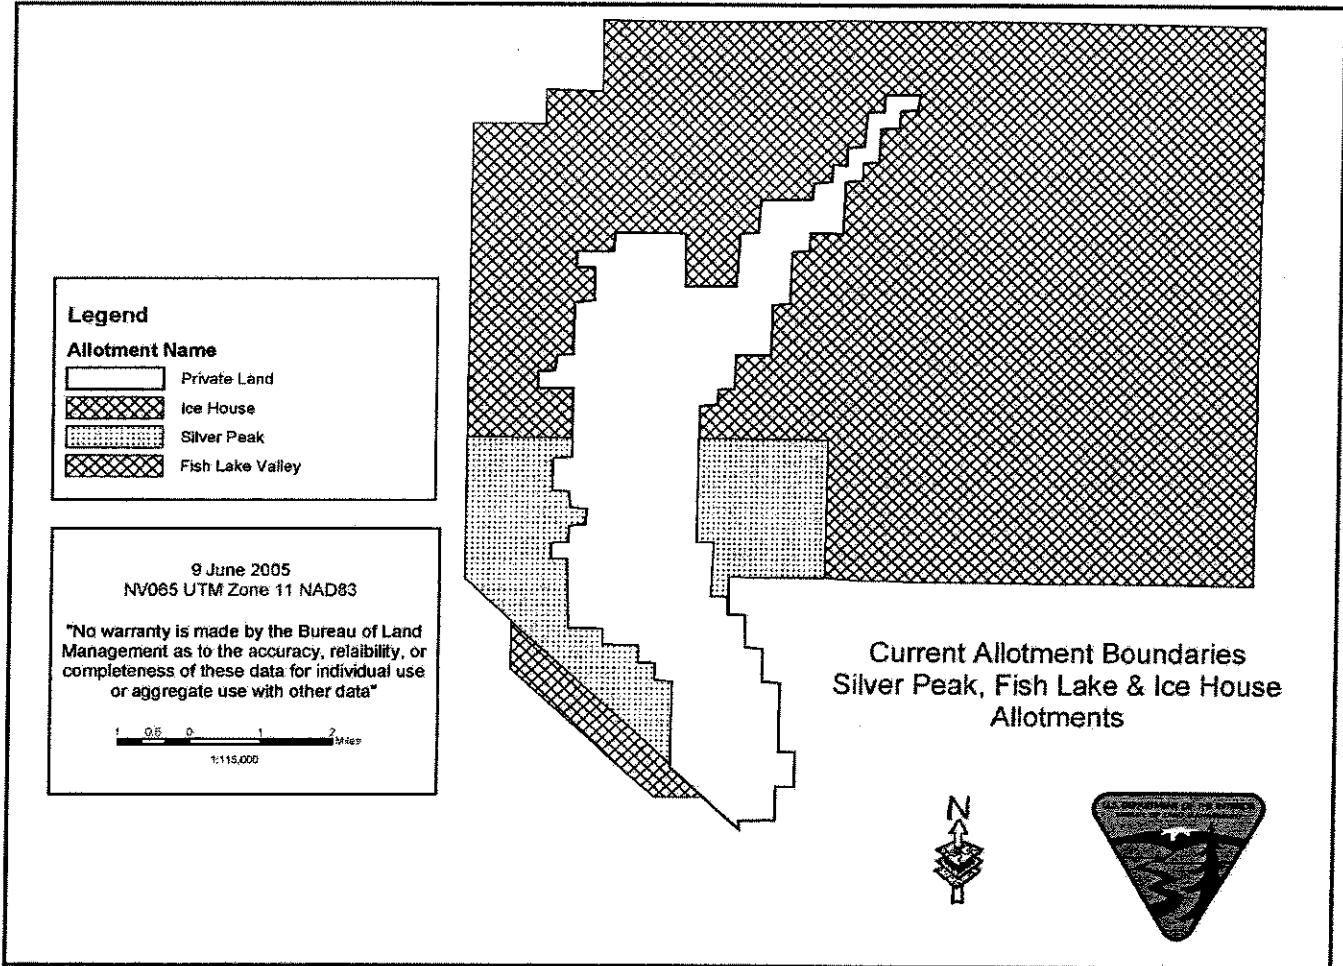 Legend
Allotment Name
Private Land
Ice House
Silver Peak
Fish Lake Valley
9 June 2005
NV065 UTM Zone 11 NAD83
"No warranty is made by the Bureau of Land
Management as to the accuracy, relaibility, or
completeness of these data for individual use
or aggregate use with other data"
1 0.5 0 1 2
Miles
1:115,000
Current Allotment Boundaries
Silver Peak, Fish Lake & Ice House
Allotments
N